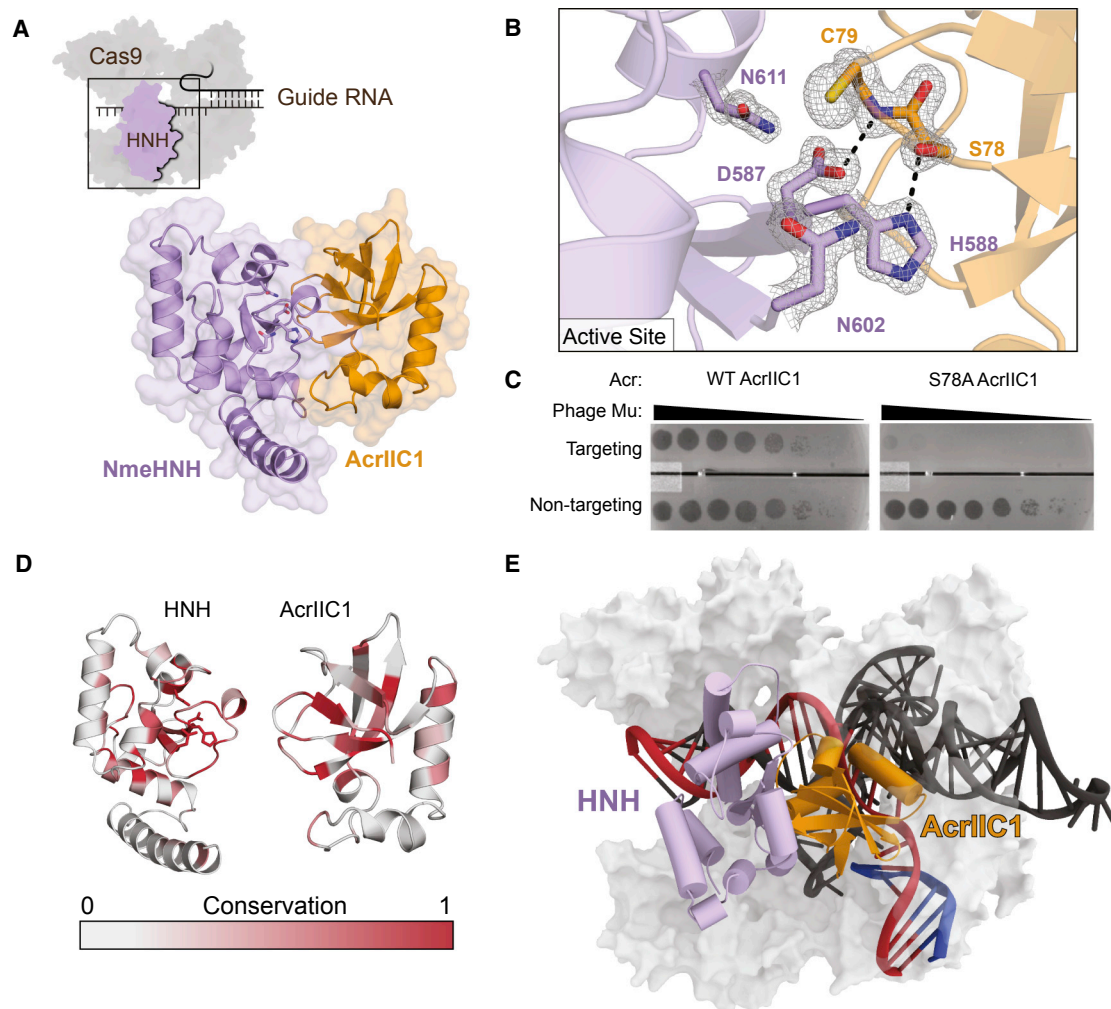 A
Cas9
Guide RNA
HNH
NmeHNH
AcrIIC1
B
C79
N611
S78
D587
H588
N602
Active Site
C
Acr:
WT AcrIIC1
S78A AcrIIC1
Phage Mu:
Targeting
Non-targeting
D
HNH
AcrIIC1
0
Conservation
1
E
HNH
AcrIIC1